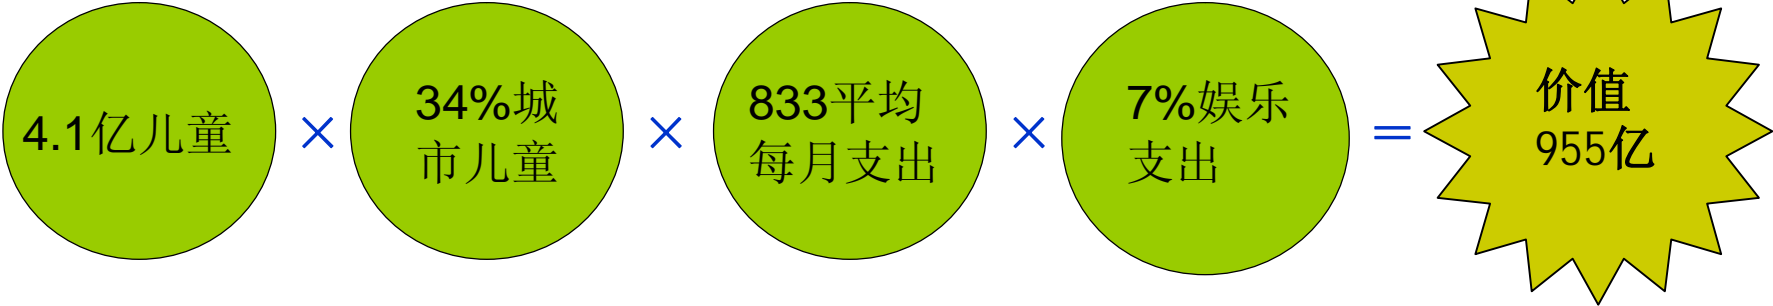 4.1亿儿童
×
34%城
市儿童
×
833平均
每月支出
×
7%娱乐
支出
=
价值
955亿